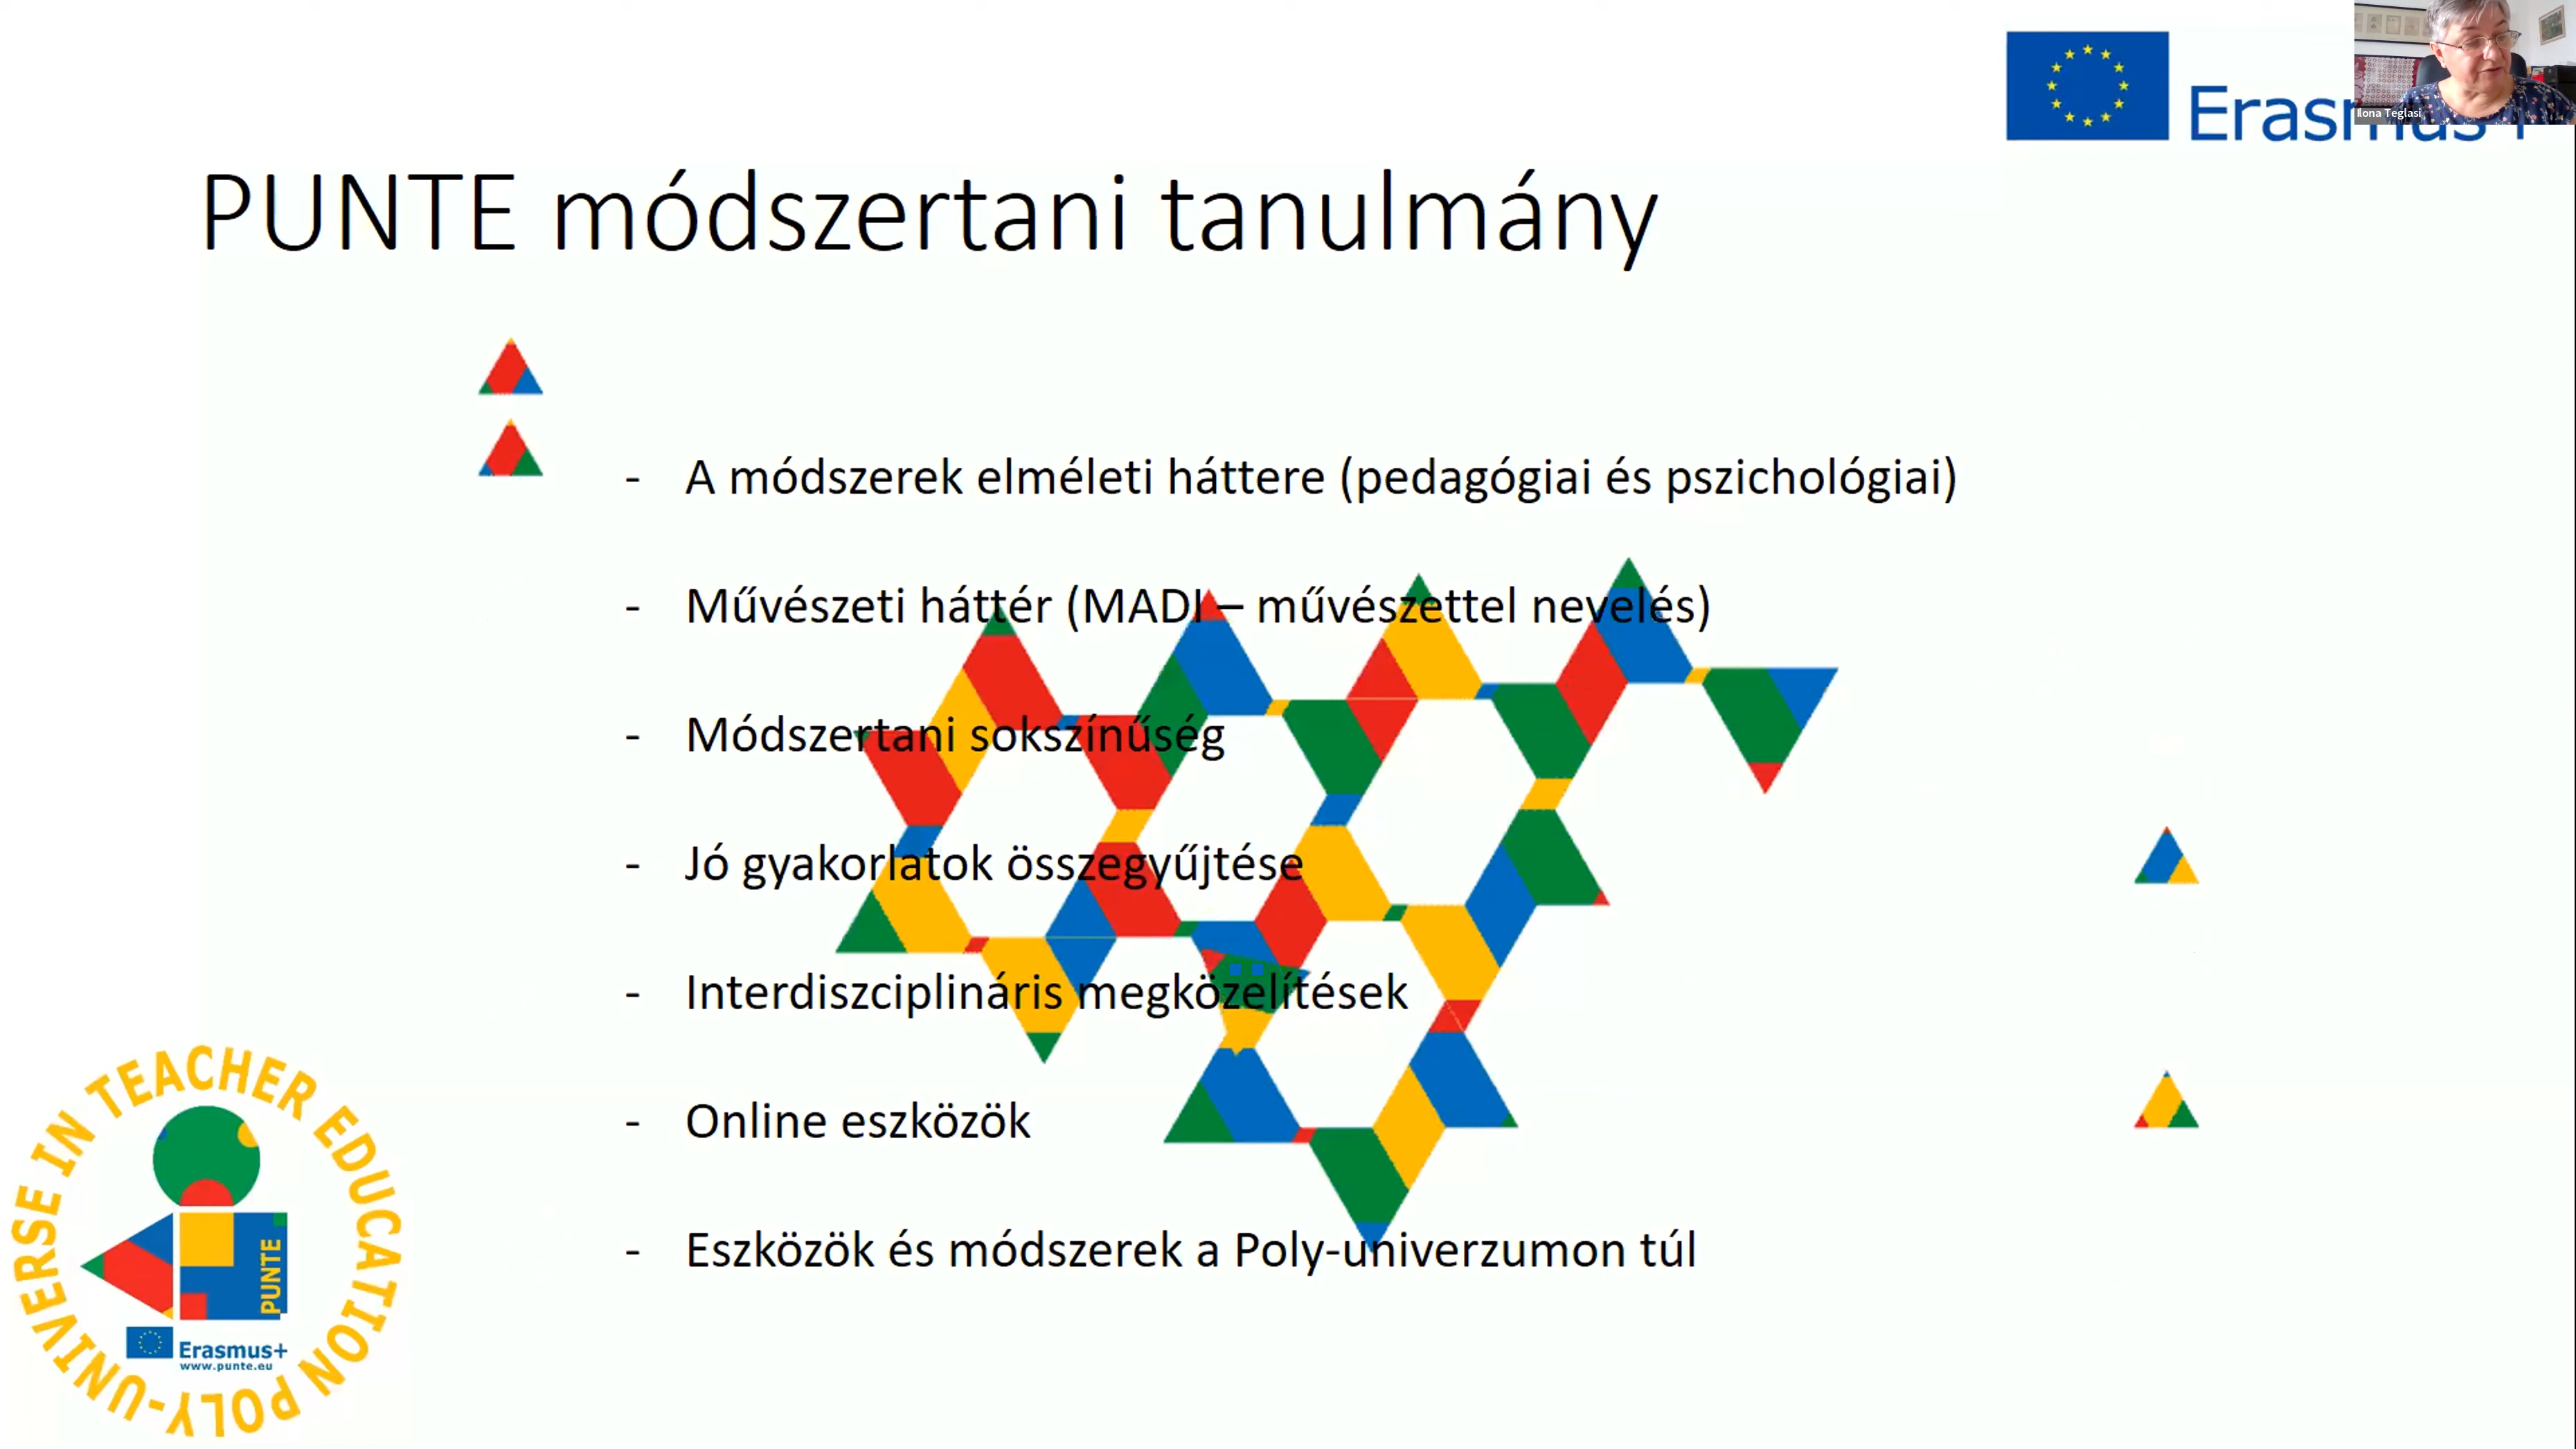 Erasmus+
Ilona Teglasi
PUNTE módszertani tanulmány
- A módszerek elméleti háttere (pedagógiai és pszichológiai)
- Művészeti háttér (MADI – művészettel nevelés)
- Módszertani sokszínűség
- Jó gyakorlatok összegyűjtése
- Interdiszciplináris megközelítések
- Online eszközök
- Eszközök és módszerek a Poly-univerzumon túl
POLY-UNIVERSE IN TEACHER EDUCATION
PUNTE
Erasmus+
www.punte.eu